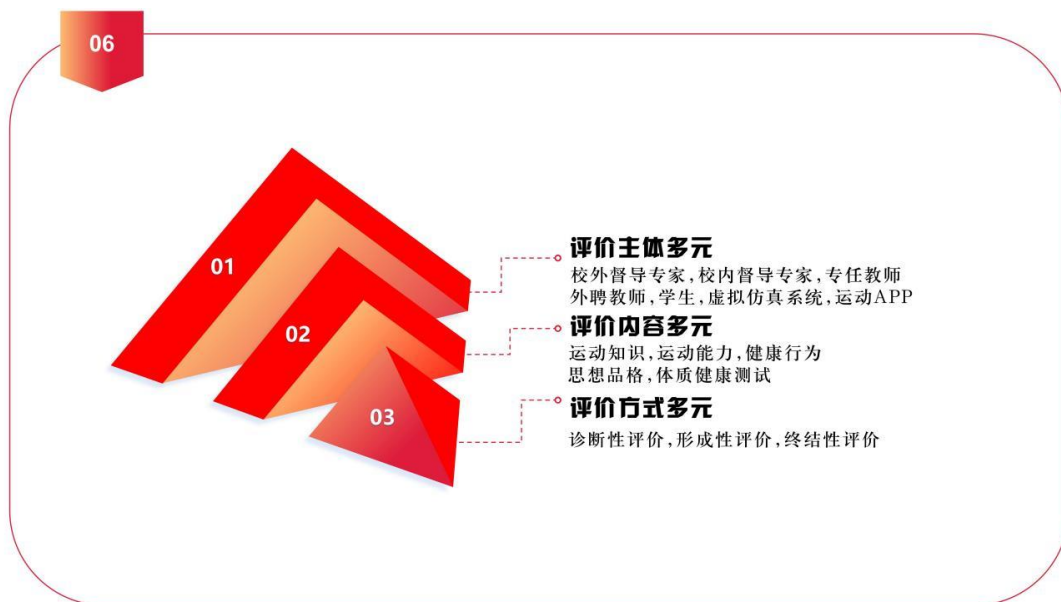 06
01
评价主体多元
校外督导专家,校内督导专家,专任教师
外聘教师,学生,虚拟仿真系统,运动APP
02
评价内容多元
运动知识,运动能力,健康行为
思想品格,体质健康测试
03
评价方式多元
诊断性评价,形成性评价,终结性评价